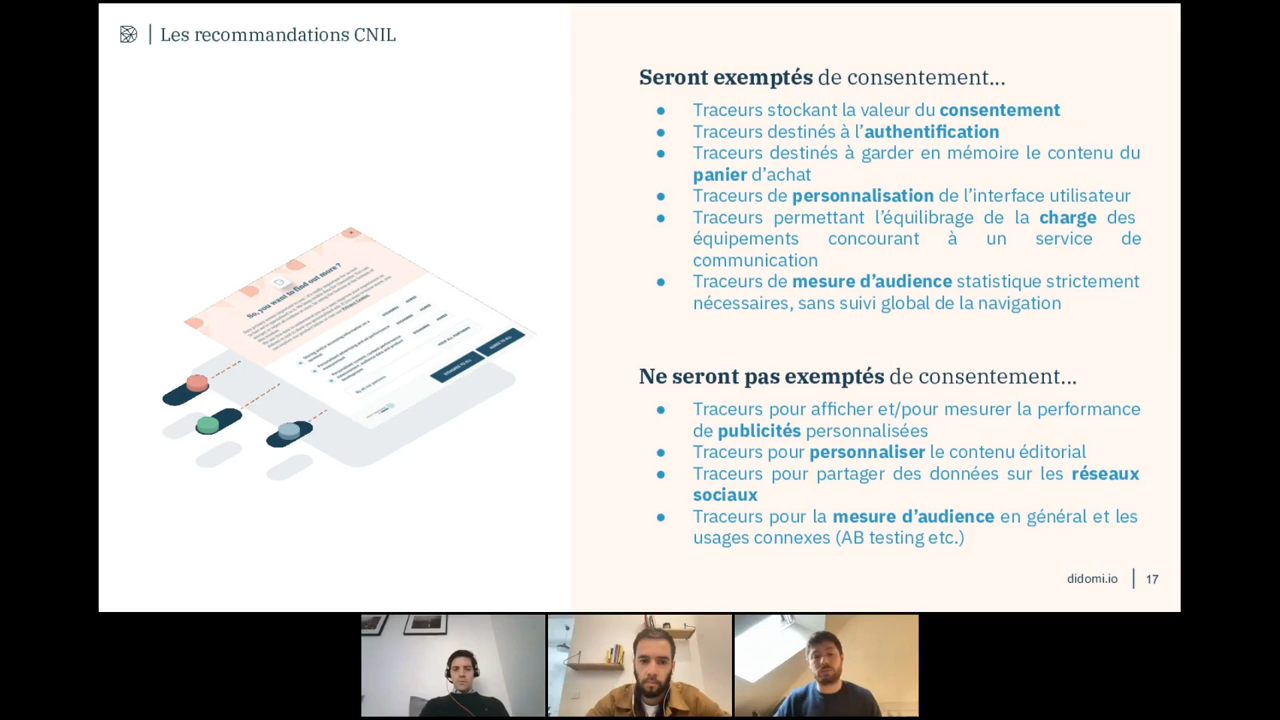 Les recommandations CNIL
Seront exemptés de consentement...
● Traceurs stockant la valeur du consentement
● Traceurs destinés à l'authentification
● Traceurs destinés à garder en mémoire le contenu du
panier d'achat
● Traceurs de personnalisation de l'interface utilisateur
● Traceurs permettant l'équilibrage de la charge des
équipements concourant à un service de
communication
● Traceurs de mesure d'audience statistique strictement
nécessaires, sans suivi global de la navigation
Ne seront pas exemptés de consentement...
● Traceurs pour afficher et/pour mesurer la performance
de publicités personnalisées
● Traceurs pour personnaliser le contenu éditorial
● Traceurs pour partager des données sur les réseaux
sociaux
● Traceurs pour la mesure d'audience en général et les
usages connexes (AB testing etc.)
So, you want to find out more ?
didomi.io
17